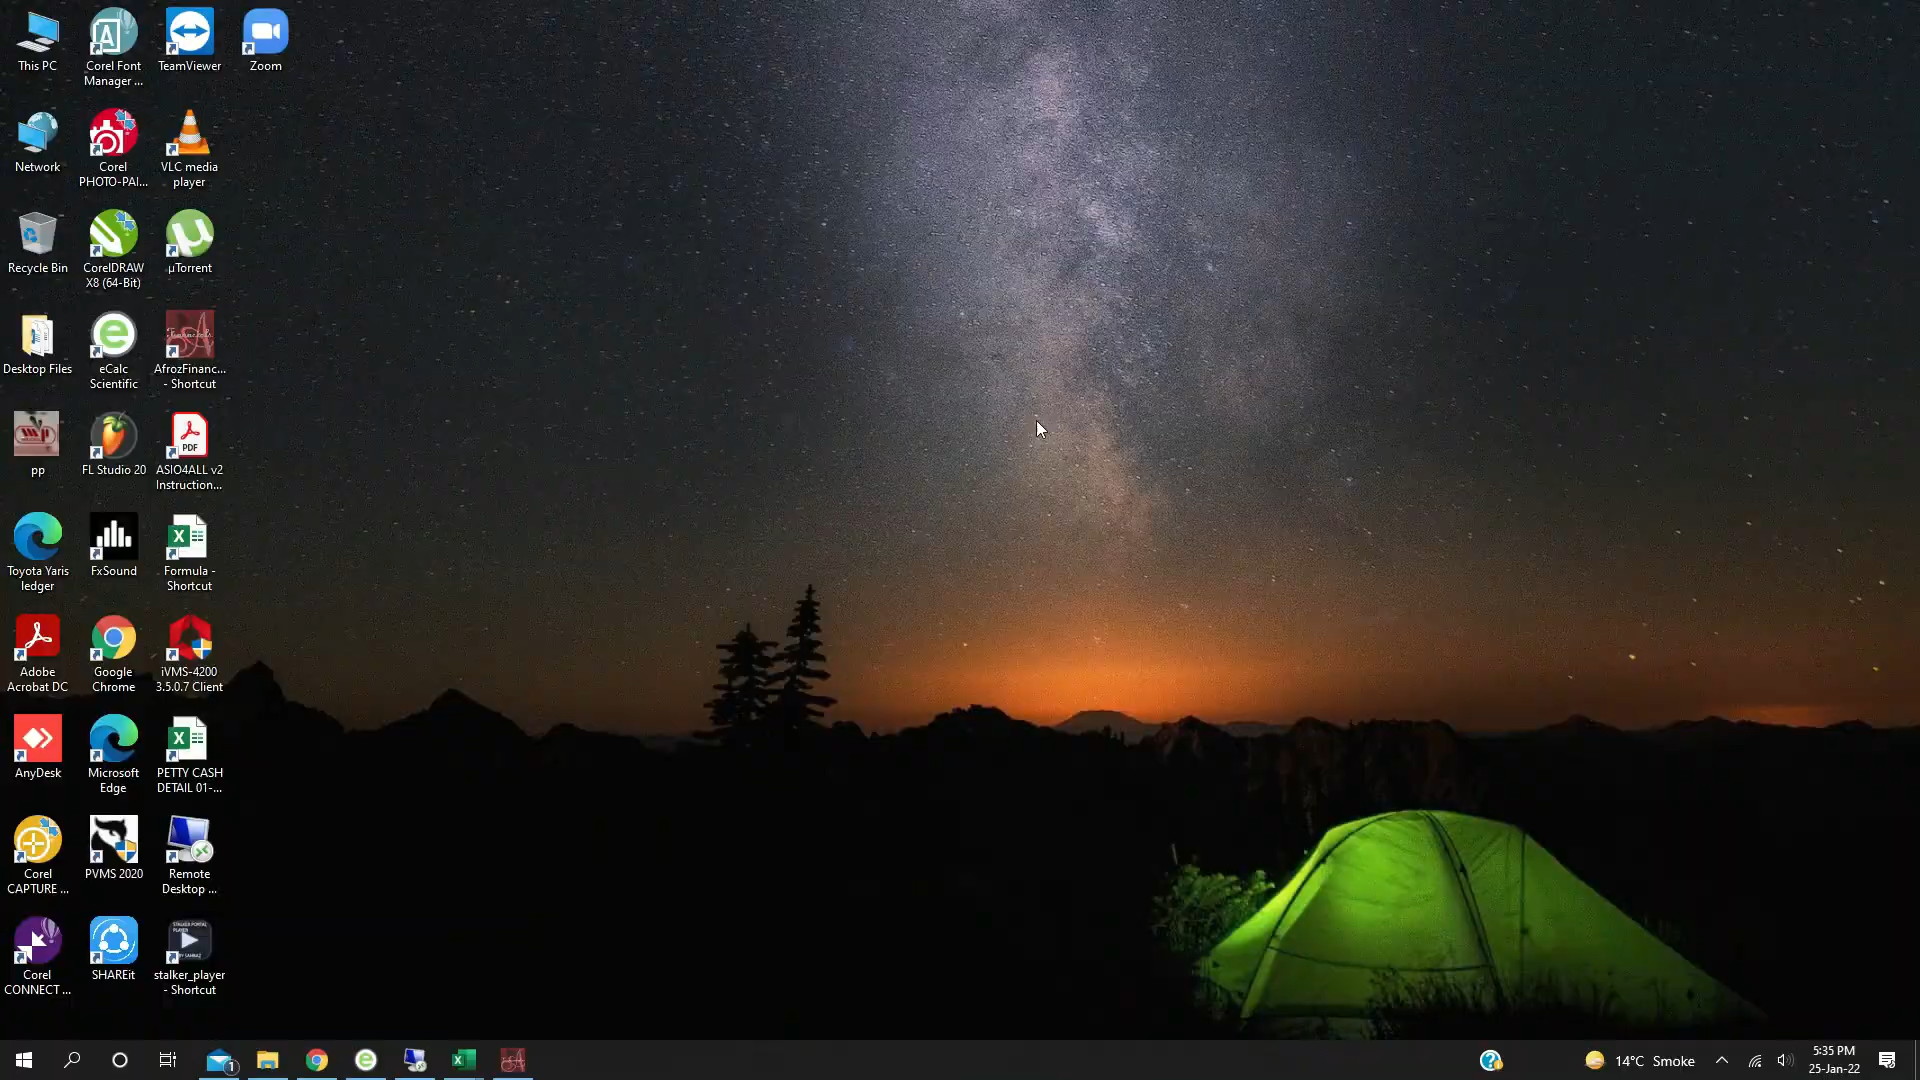 This PC
Corel Font
Manager ...
TeamViewer
Zoom
Network
Corel
PHOTO-PAI...
VLC media
player
Recycle Bin
CorelDRAW
X8 (64-Bit)
µTorrent
Desktop Files
eCalc
Scientific
AfrozFinanc...
- Shortcut
pp
FL Studio 20
PDF
ASIO4ALL v2
Instruction...
Toyota Yaris
ledger
FxSound
Formula -
Shortcut
Adobe
Acrobat DC
Google
Chrome
iVMS-4200
3.5.0.7 Client
AnyDesk
Microsoft
Edge
PETTY CASH
DETAIL 01-...
Corel
CAPTURE ...
PVMS 2020
Remote
Desktop ...
Corel
CONNECT ...
SHAREit
stalker_player
- Shortcut
1
14°C Smoke
5:35 PM
25-Jan-22